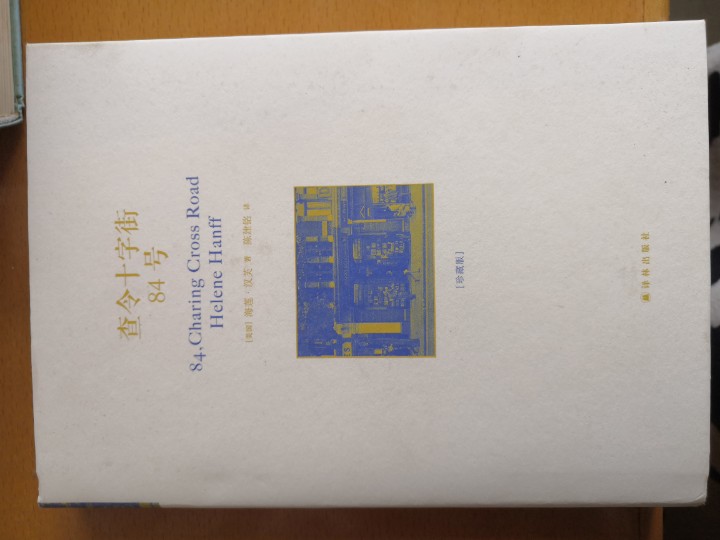 查令十字街
84号
84, Charing Cross Road
Helene Hanff
[美国] 海莲·汉芙 著 陈建铭 译
[珍藏版]
译林出版社